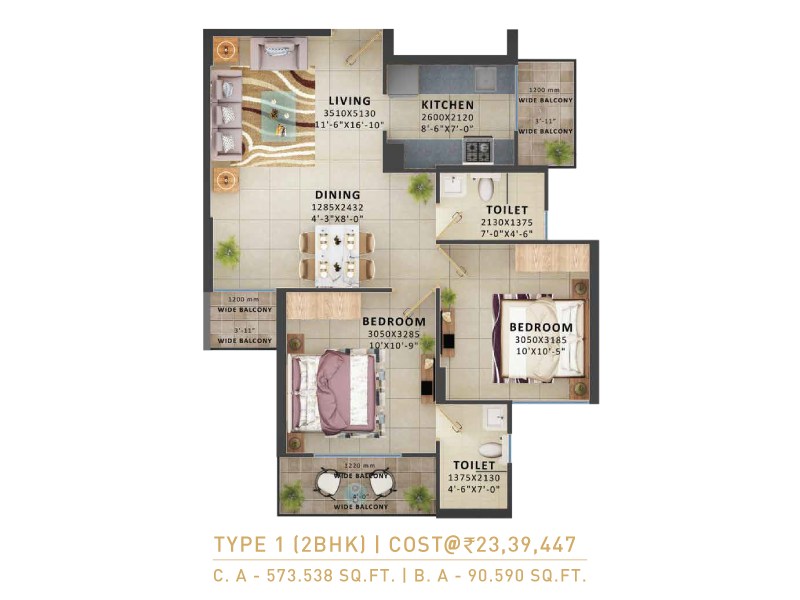 LIVING
3510X5130
11'-6"X16'-10"
KITCHEN
2600X2120
8'-6"X7'-0"
1200 mm
WIDE BALCONY
3'-11"
WIDE BALCONY
DINING
1285X2432
4'-3"X8'-0"
TOILET
2130X1375
7'-0"X4'-6"
1200 mm
WIDE BALCONY
3'-11"
WIDE BALCONY
BEDROOM
3050X3285
10'X10'-9"
BEDROOM
3050X3185
10'X10'-5"
1220 mm
WIDE BALCONY
4'-0"
WIDE BALCONY
TOILET
1375X2130
4'-6"X7'-0"
TYPE 1 (2BHK) | COST@₹23,39,447
C. A - 573.538 SQ.FT. | B. A - 90.590 SQ.FT.